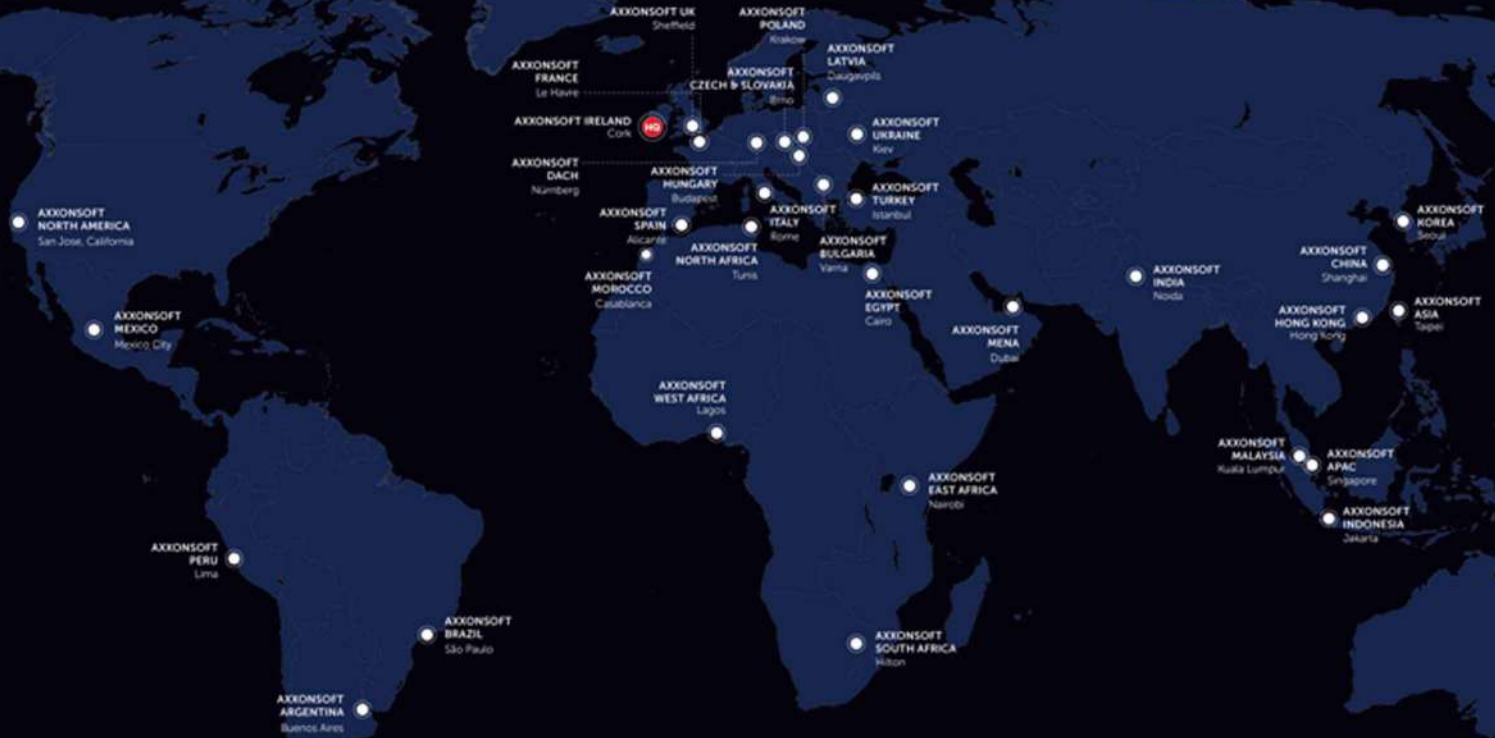 AXXONSOFT UK
Sheffield
AXXONSOFT
POLAND
Krakow
AXXONSOFT
LATVIA
Daugavpils
AXXONSOFT
FRANCE
Le Havre
AXXONSOFT
CZECH & SLOVAKIA
Brno
AXXONSOFT IRELAND
Cork
HQ
AXXONSOFT
UKRAINE
Kiev
AXXONSOFT
DACH
Nürnberg
AXXONSOFT
HUNGARY
Budapest
AXXONSOFT
TURKEY
Istanbul
AXXONSOFT
NORTH AMERICA
San Jose, California
AXXONSOFT
SPAIN
Alicante
AXXONSOFT
ITALY
Rome
AXXONSOFT
KOREA
Seoul
AXXONSOFT
NORTH AFRICA
Tunis
AXXONSOFT
BULGARIA
Varna
AXXONSOFT
CHINA
Shanghai
AXXONSOFT
MOROCCO
Casablanca
AXXONSOFT
EGYPT
Cairo
AXXONSOFT
INDIA
Noida
AXXONSOFT
MEXICO
Mexico City
AXXONSOFT
MENA
Dubai
AXXONSOFT
HONG KONG
Hong Kong
AXXONSOFT
ASIA
Taipei
AXXONSOFT
WEST AFRICA
Lagos
AXXONSOFT
MALAYSIA
Kuala Lumpur
AXXONSOFT
APAC
Singapore
AXXONSOFT
EAST AFRICA
Nairobi
AXXONSOFT
INDONESIA
Jakarta
AXXONSOFT
PERU
Lima
AXXONSOFT
BRAZIL
São Paulo
AXXONSOFT
SOUTH AFRICA
Hilton
AXXONSOFT
ARGENTINA
Buenos Aires